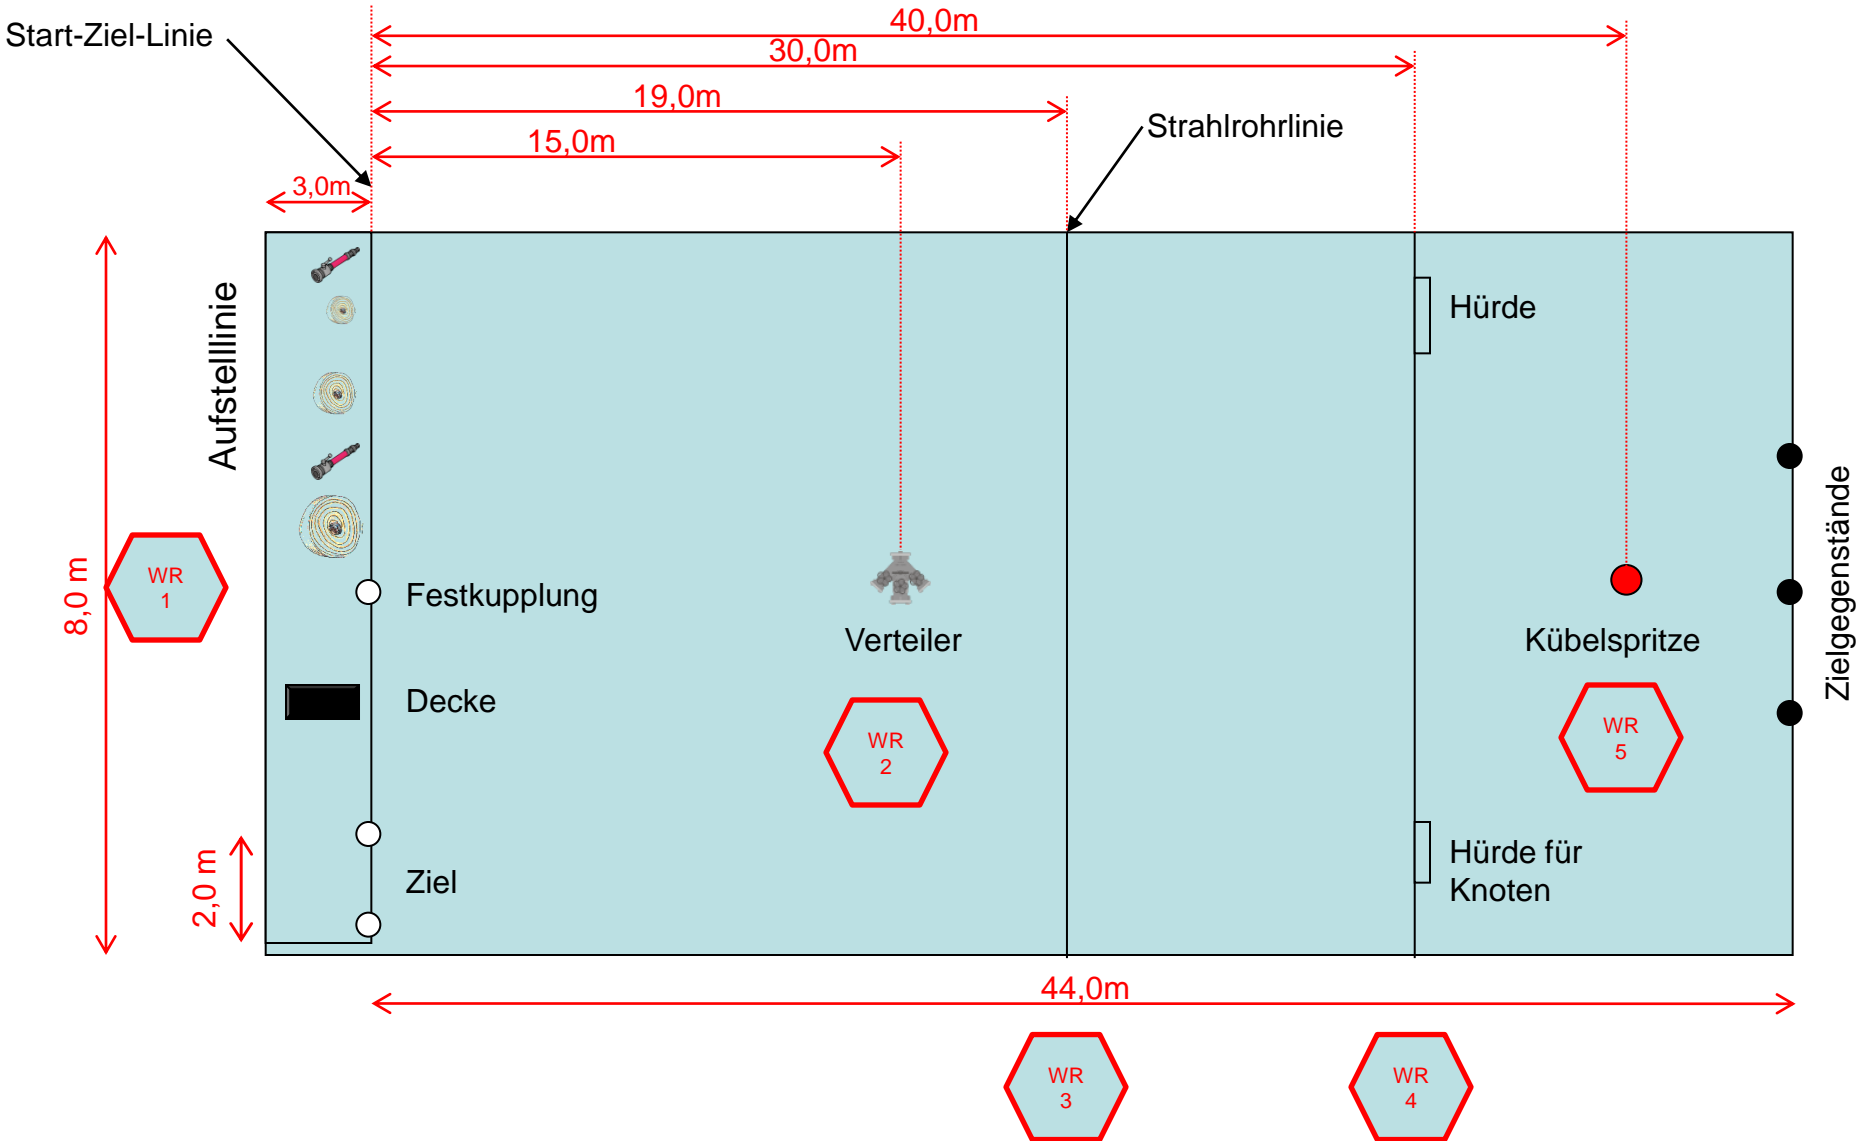 Start-Ziel-Linie
40,0m
30,0m
19,0m
Strahlrohrlinie
15,0m
3,0m
Aufstelllinie
Hürde
8,0 m
WR
1
Festkupplung
Verteiler
Kübelspritze
Zielgegenstände
Decke
WR
2
WR
5
2,0 m
Ziel
Hürde für
Knoten
44,0m
WR
3
WR
4